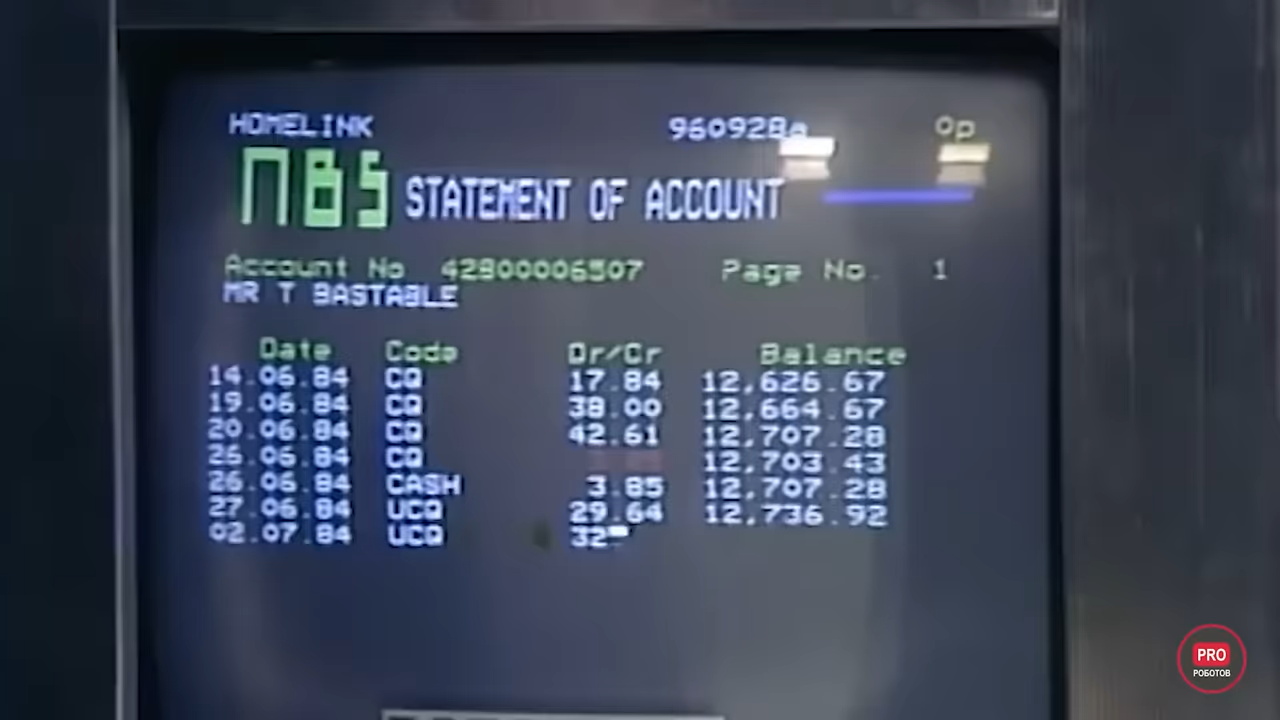 HOMELINK 960928a 0p
NBS STATEMENT OF ACCOUNT
Account No 42800006507 Page No. 1
MR T BASTABLE
Date Code Dr/Cr Balance
14.06.84 CQ 17.84 12,626.67
19.06.84 CQ 38.00 12,664.67
20.06.84 CQ 42.61 12,707.28
26.06.84 CQ 12,703.43
26.06.84 CASH 3.85 12,707.28
27.06.84 UCQ 29.64 12,736.92
02.07.84 UCQ 32.
PRO
РОБОТОВ